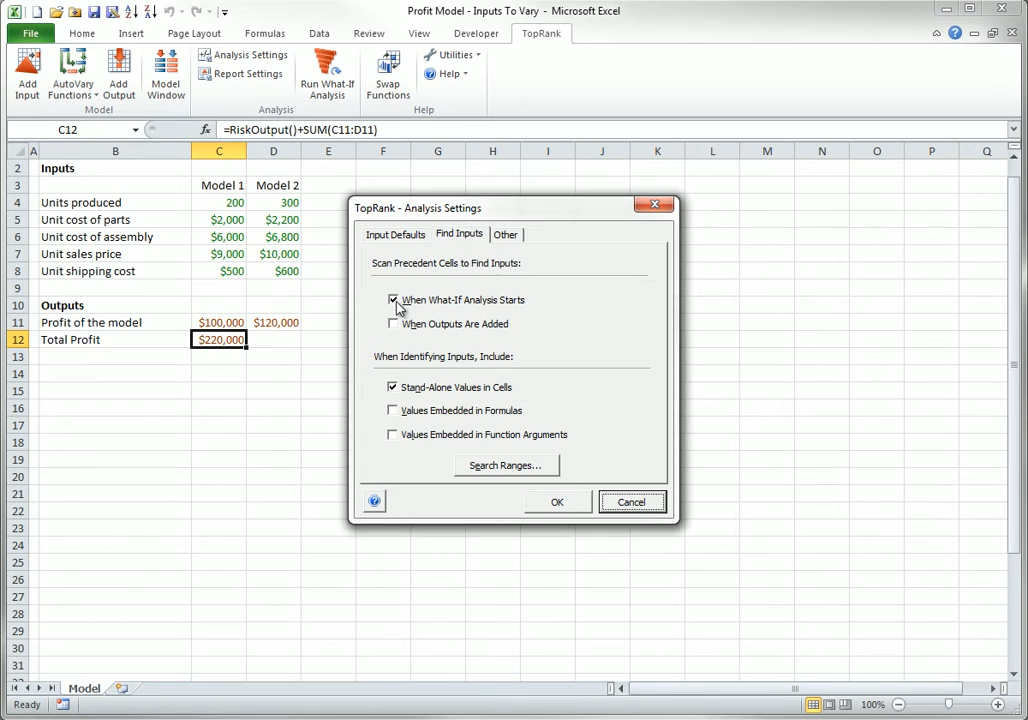 Profit Model - Inputs To Vary - Microsoft Excel
File Home Insert Page Layout Formulas Data Review View Developer TopRank
Add Input
AutoVary Functions
Add Output
Model Window
Analysis Settings
Report Settings
Run What-If Analysis
Swap Functions
Utilities
Help
Model Analysis Help
C12 fx =RiskOutput()+SUM(C11:D11)
A B C D E F G H I J K L M N O P Q
2 Inputs
3 Model 1 Model 2
4 Units produced 200 300
5 Unit cost of parts $2,000 $2,200
6 Unit cost of assembly $6,000 $6,800
7 Unit sales price $9,000 $10,000
8 Unit shipping cost $500 $600
9
10 Outputs
11 Profit of the model $100,000 $120,000
12 Total Profit $220,000
13
14
15
16
17
18
19
20
21
22
23
24
25
26
27
28
29
30
31
TopRank - Analysis Settings
Input Defaults Find Inputs Other
Scan Precedent Cells to Find Inputs:
When What-If Analysis Starts
When Outputs Are Added
When Identifying Inputs, Include:
Stand-Alone Values in Cells
Values Embedded in Formulas
Values Embedded in Function Arguments
Search Ranges...
OK Cancel
Model
Ready 100%